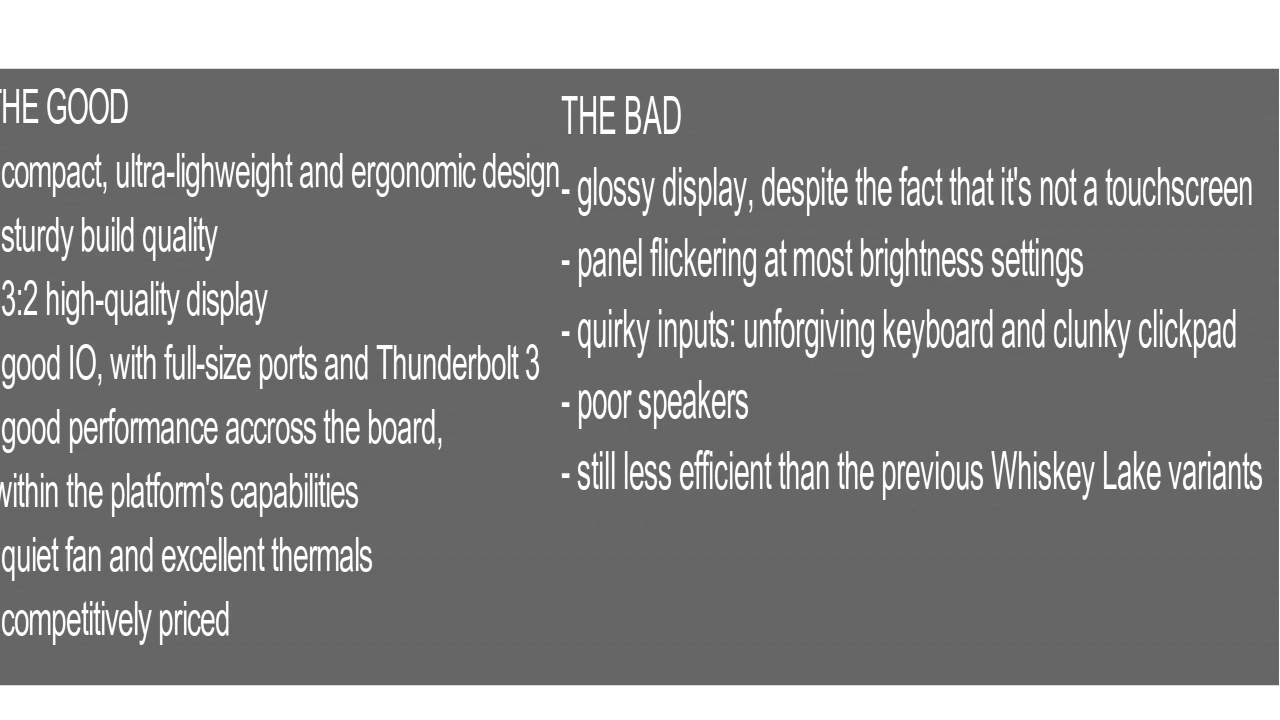 THE GOOD
compact, ultra-lighweight and ergonomic design
sturdy build quality
3:2 high-quality display
good IO, with full-size ports and Thunderbolt 3
good performance accross the board,
within the platform's capabilities
quiet fan and excellent thermals
competitively priced
THE BAD
- glossy display, despite the fact that it's not a touchscreen
- panel flickering at most brightness settings
- quirky inputs: unforgiving keyboard and clunky clickpad
- poor speakers
- still less efficient than the previous Whiskey Lake variants